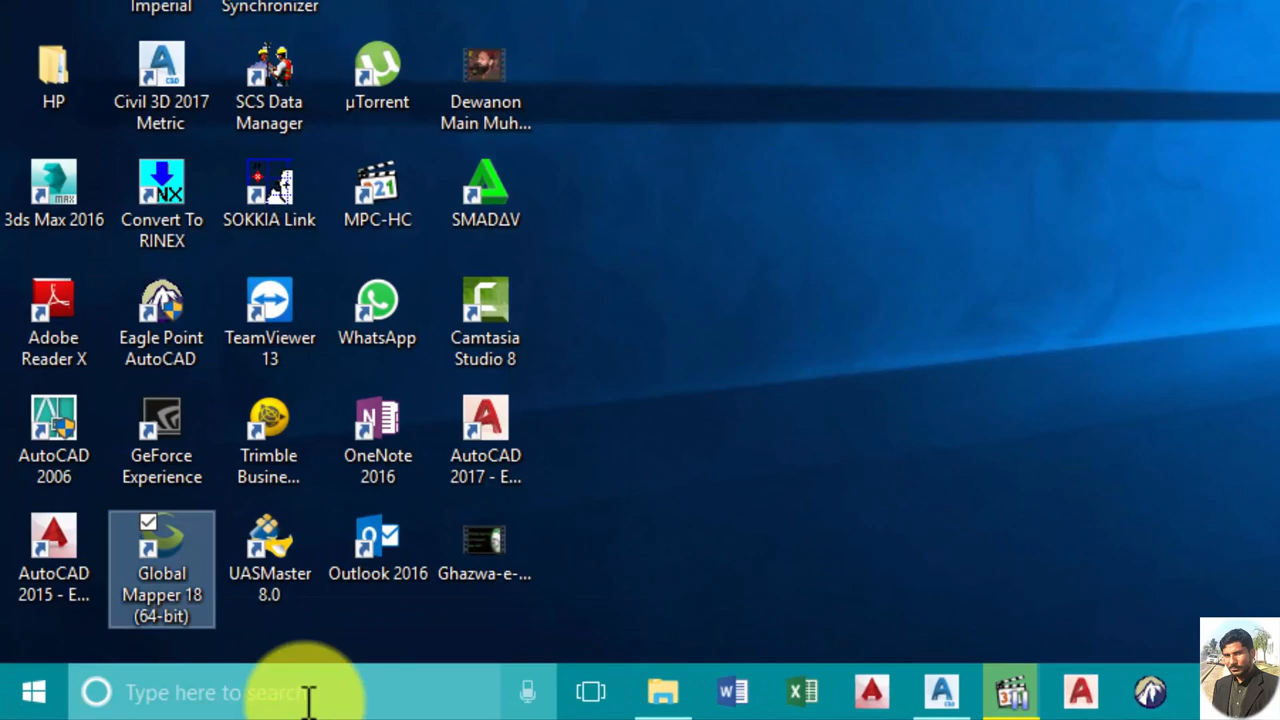 Imperial
Synchronizer
HP
Civil 3D 2017
Metric
SCS Data
Manager
µTorrent
Dewanon
Main Muh...
3ds Max 2016
Convert To
RINEX
SOKKIA Link
MPC-HC
SMADΔV
Adobe
Reader X
Eagle Point
AutoCAD
TeamViewer
13
WhatsApp
Camtasia
Studio 8
AutoCAD
2006
GeForce
Experience
Trimble
Busine...
OneNote
2016
AutoCAD
2017 - E...
AutoCAD
2015 - E...
Global
Mapper 18
(64-bit)
UASMaster
8.0
Outlook 2016
Ghazwa-e-...
Type here to search